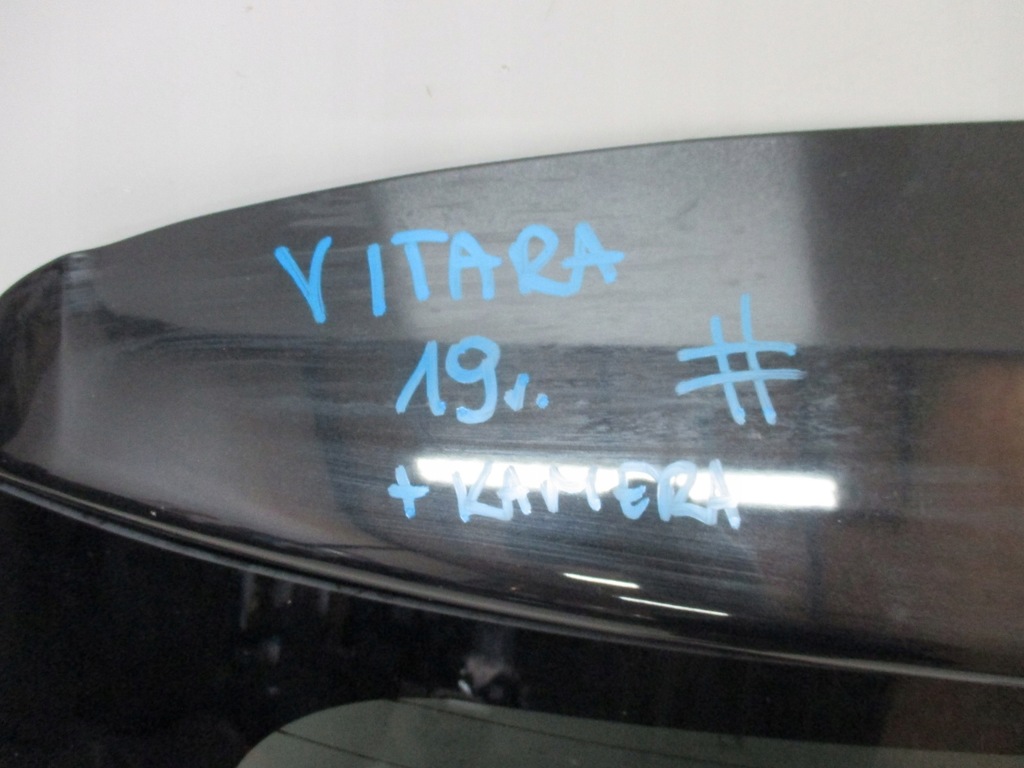 VITARA
19r. #
+ KAMERA